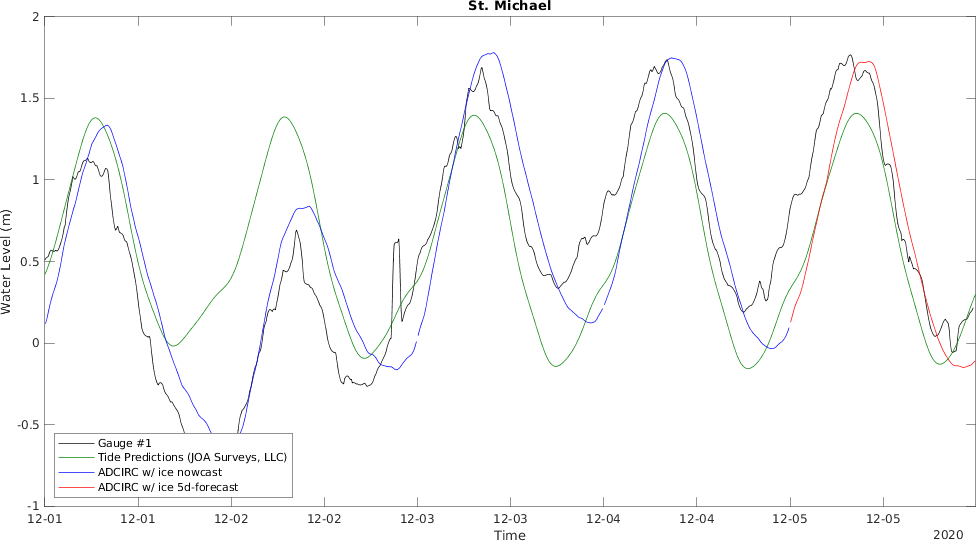 St. Michael
2
1.5
1
0.5
0
-0.5
-1
Water Level (m)
Gauge #1
Tide Predictions (JOA Surveys, LLC)
ADCIRC w/ ice nowcast
ADCIRC w/ ice 5d-forecast
12-01 12-01 12-02 12-02 12-03 12-03 12-04 12-04 12-05 12-05
Time
2020